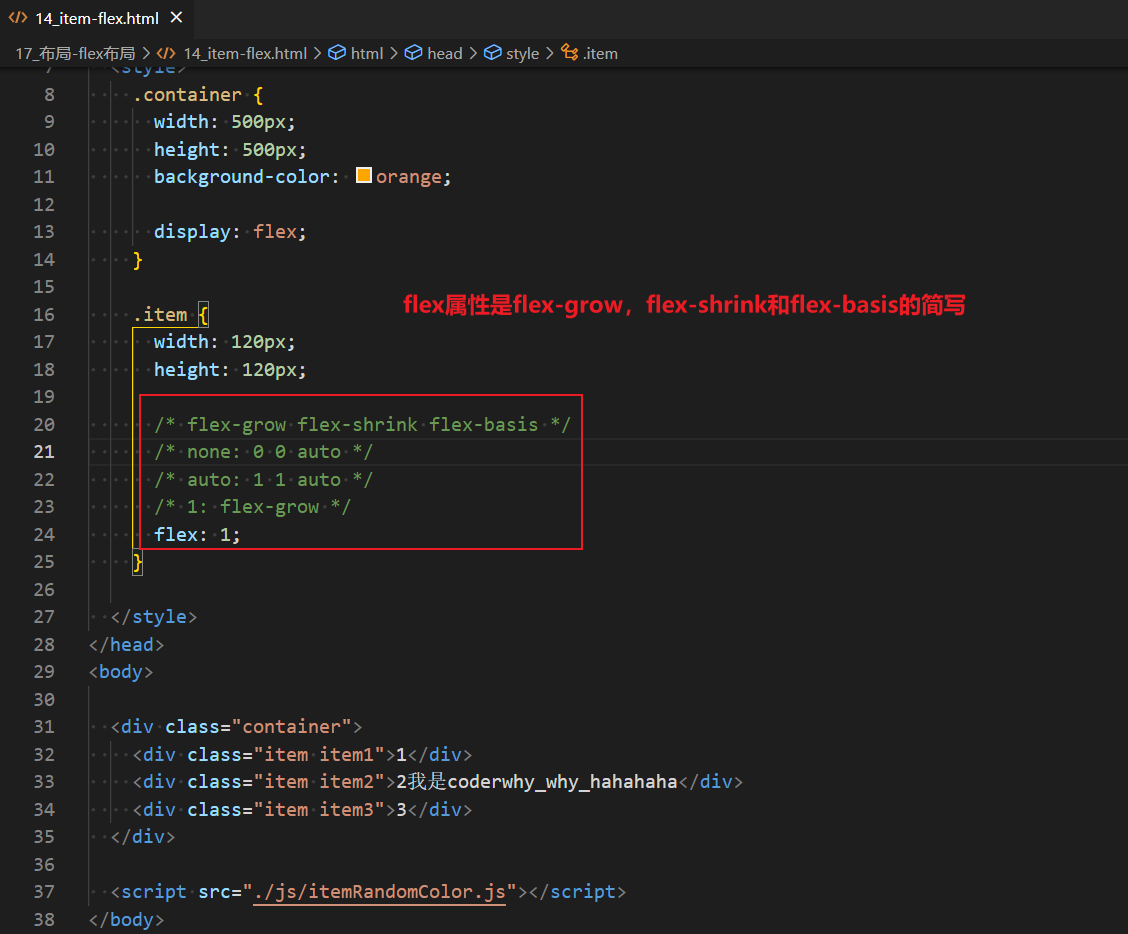 14_item-flex.html
17_布局-flex布局 > 14_item-flex.html > html > head > style > .item
7 <style>
8 .container {
9 width: 500px;
10 height: 500px;
11 background-color: orange;
12
13 display: flex;
14 }
15
flex属性是flex-grow，flex-shrink和flex-basis的简写
16 .item {
17 width: 120px;
18 height: 120px;
19
20 /* flex-grow flex-shrink flex-basis */
21 /* none: 0 0 auto */
22 /* auto: 1 1 auto */
23 /* 1: flex-grow */
24 flex: 1;
25 }
26
27 </style>
28 </head>
29 <body>
30
31 <div class="container">
32 <div class="item item1">1</div>
33 <div class="item item2">2我是coderwhy_why_hahahaha</div>
34 <div class="item item3">3</div>
35 </div>
36
37 <script src="./js/itemRandomColor.js"></script>
38 </body>